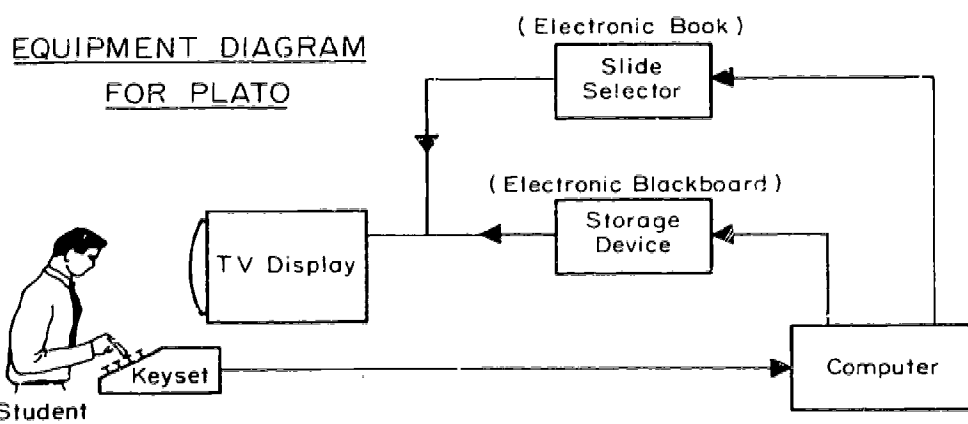 EQUIPMENT DIAGRAM
FOR PLATO
( Electronic Book )
Slide
Selector
( Electronic Blackboard )
Storage
Device
TV Display
Keyset
Computer
Student